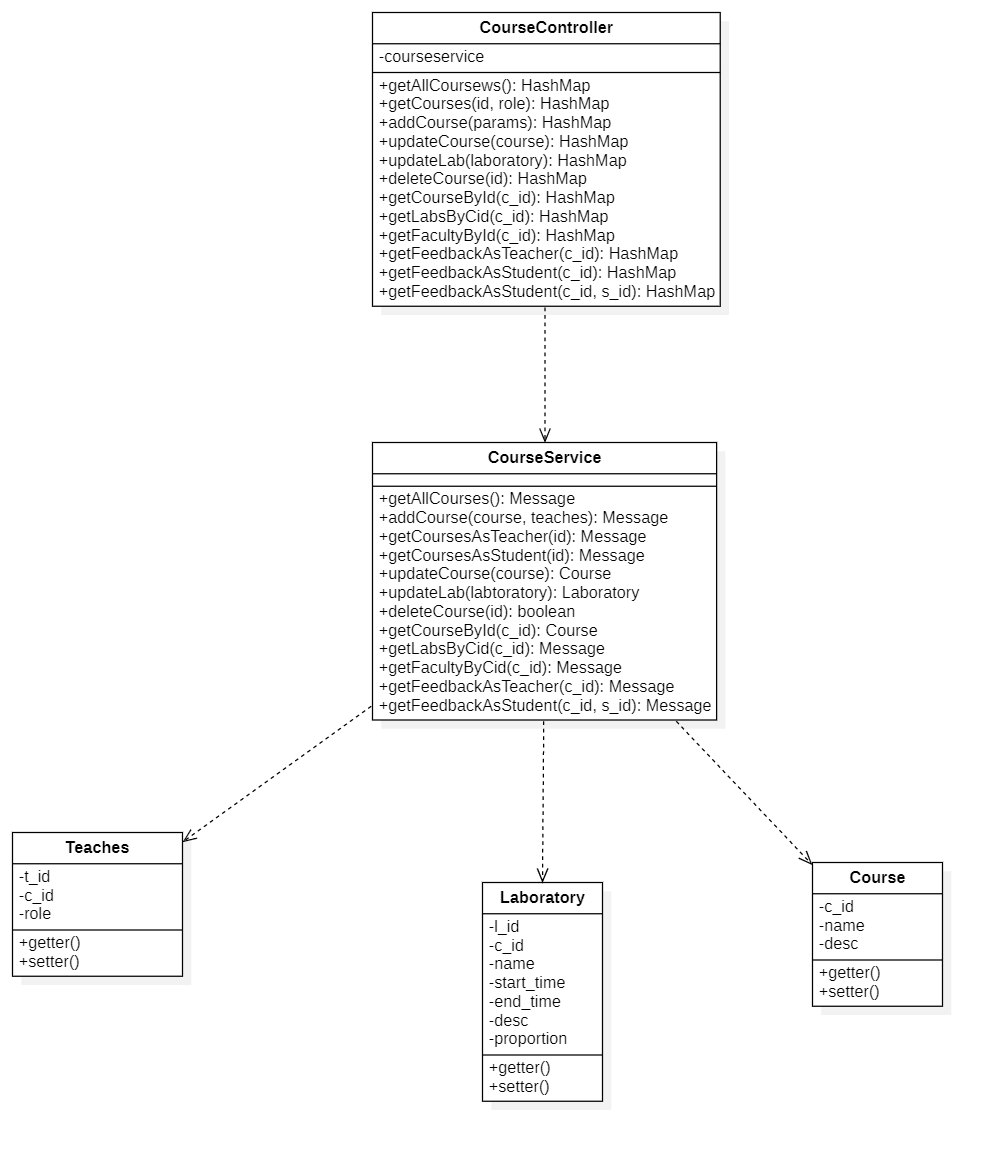 CourseController
-courseservice
+getAllCoursews(): HashMap
+getCourses(id, role): HashMap
+addCourse(params): HashMap
+updateCourse(course): HashMap
+updateLab(laboratory): HashMap
+deleteCourse(id): HashMap
+getCourseById(c_id): HashMap
+getLabsByCid(c_id): HashMap
+getFacultyById(c_id): HashMap
+getFeedbackAsTeacher(c_id): HashMap
+getFeedbackAsStudent(c_id): HashMap
+getFeedbackAsStudent(c_id, s_id): HashMap
CourseService
+getAllCourses(): Message
+addCourse(course, teaches): Message
+getCoursesAsTeacher(id): Message
+getCoursesAsStudent(id): Message
+updateCourse(course): Course
+updateLab(labtoratory): Laboratory
+deleteCourse(id): boolean
+getCourseById(c_id): Course
+getLabsByCid(c_id): Message
+getFacultyByCid(c_id): Message
+getFeedbackAsTeacher(c_id): Message
+getFeedbackAsStudent(c_id, s_id): Message
Teaches
-t_id
-c_id
-role
+getter()
+setter()
Laboratory
-l_id
-c_id
-name
-start_time
-end_time
-desc
-proportion
+getter()
+setter()
Course
-c_id
-name
-desc
+getter()
+setter()